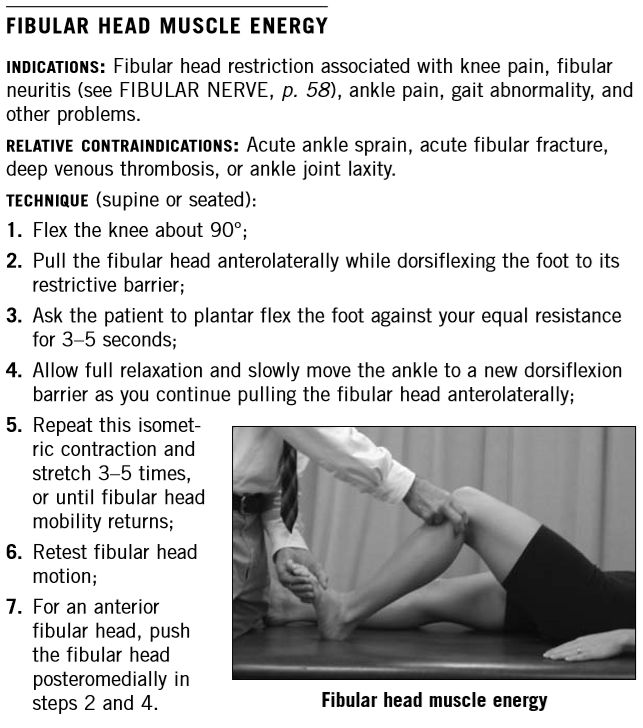 FIBULAR HEAD MUSCLE ENERGY
INDICATIONS: Fibular head restriction associated with knee pain, fibular
neuritis (see FIBULAR NERVE, p. 58), ankle pain, gait abnormality, and
other problems.
RELATIVE CONTRAINDICATIONS: Acute ankle sprain, acute fibular fracture,
deep venous thrombosis, or ankle joint laxity.
TECHNIQUE (supine or seated):
1. Flex the knee about 90°;
2. Pull the fibular head anterolaterally while dorsiflexing the foot to its
restrictive barrier;
3. Ask the patient to plantar flex the foot against your equal resistance
for 3–5 seconds;
4. Allow full relaxation and slowly move the ankle to a new dorsiflexion
barrier as you continue pulling the fibular head anterolaterally;
5. Repeat this isomet-
ric contraction and
stretch 3–5 times,
or until fibular head
mobility returns;
6. Retest fibular head
motion;
7. For an anterior
fibular head, push
the fibular head
posteromedially in
steps 2 and 4.
Fibular head muscle energy